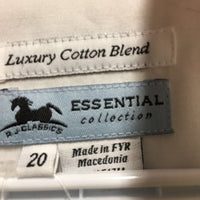 Luxury Cotton Blend
ESSENTIAL
collection
R.J. CLASSICS
20
Made in FYR
Macedonia